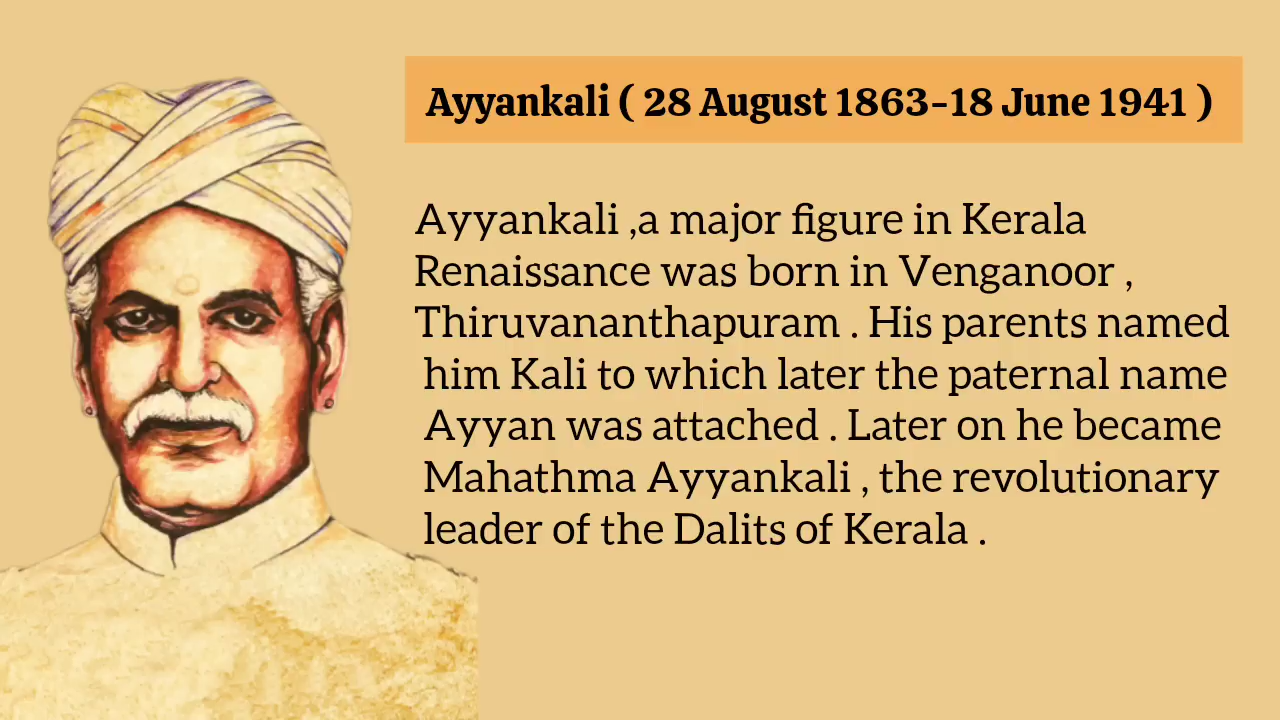 Ayyankali ( 28 August 1863-18 June 1941 )
Ayyankali ,a major figure in Kerala
Renaissance was born in Venganoor ,
Thiruvananthapuram . His parents named
him Kali to which later the paternal name
Ayyan was attached . Later on he became
Mahathma Ayyankali , the revolutionary
leader of the Dalits of Kerala .